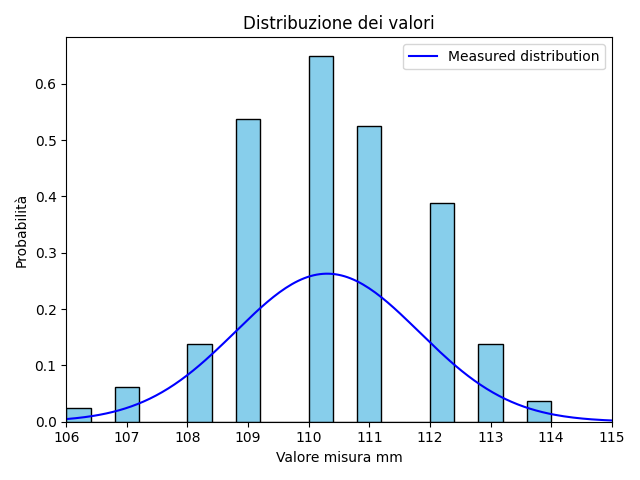 Distribuzione dei valori
Measured distribution
Probabilità
0.6
0.5
0.4
0.3
0.2
0.1
0.0
106 107 108 109 110 111 112 113 114 115
Valore misura mm